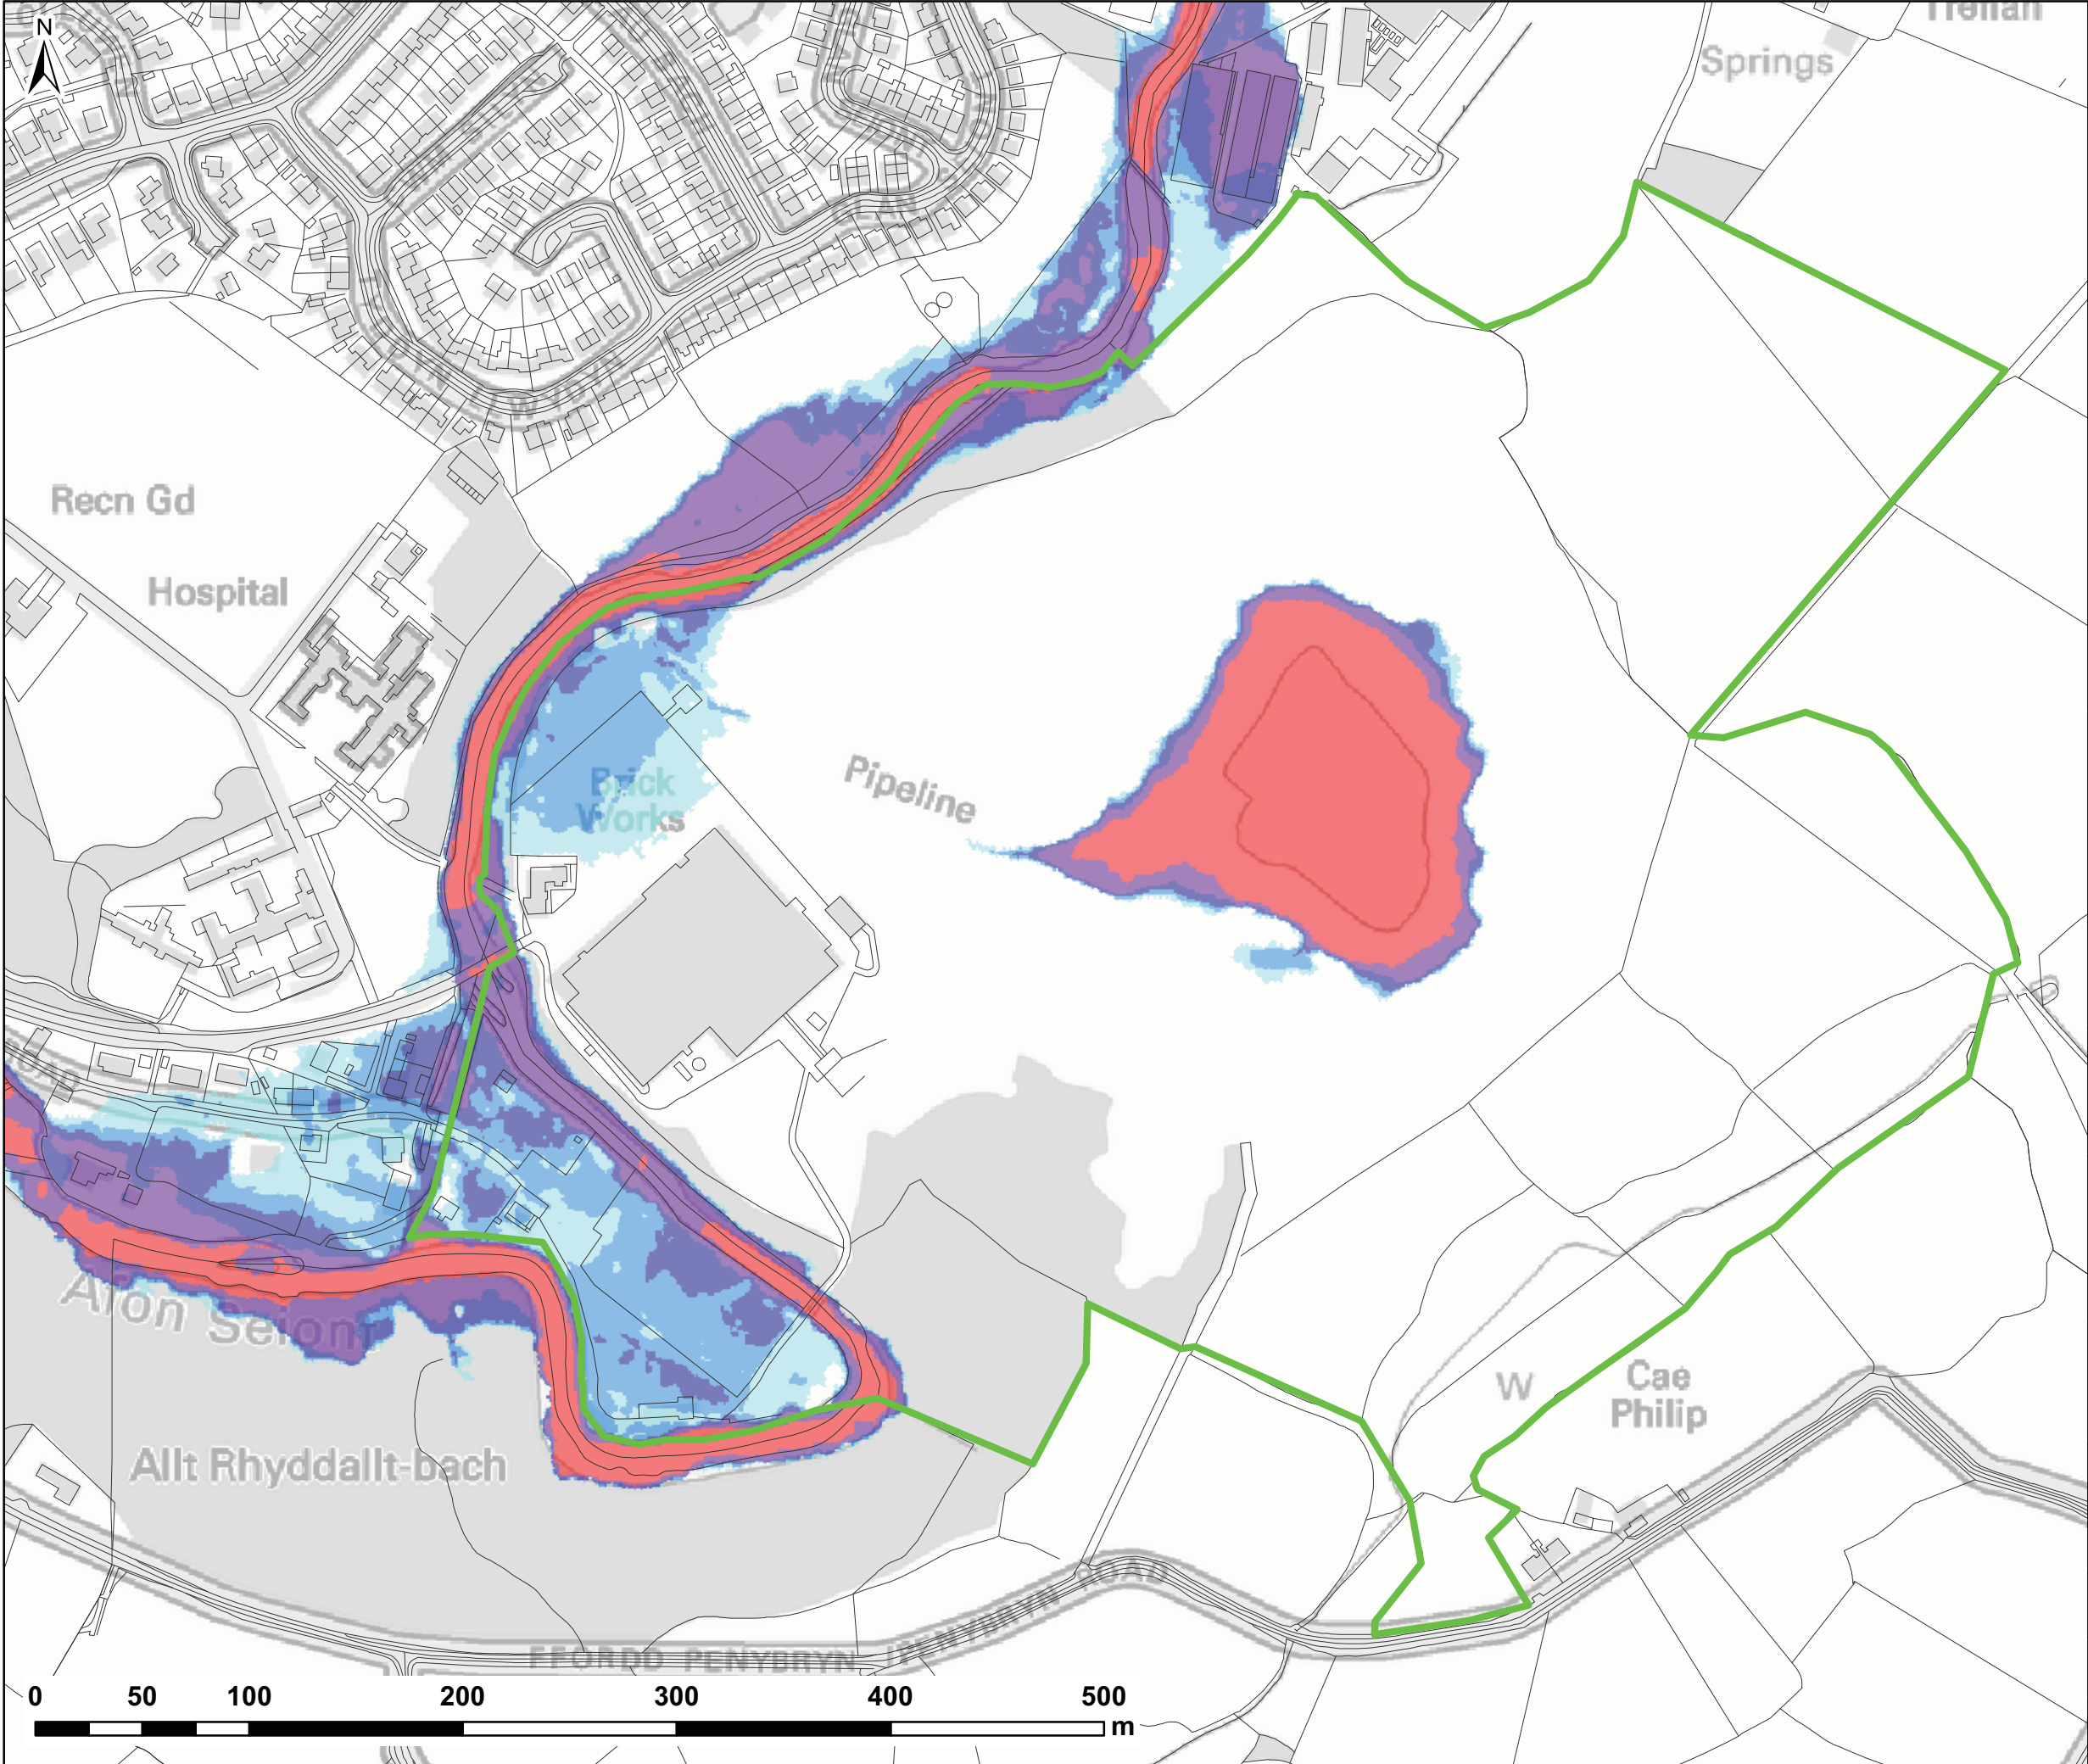 N
Springs
Recn Gd
Hospital
Brick
Works
Pipeline
Afon Seiont
Allt Rhyddallt-bach
W
Cae
Philip
ROAD
FFORDD PENYBRYN
0 50 100 200 300 400 500
m